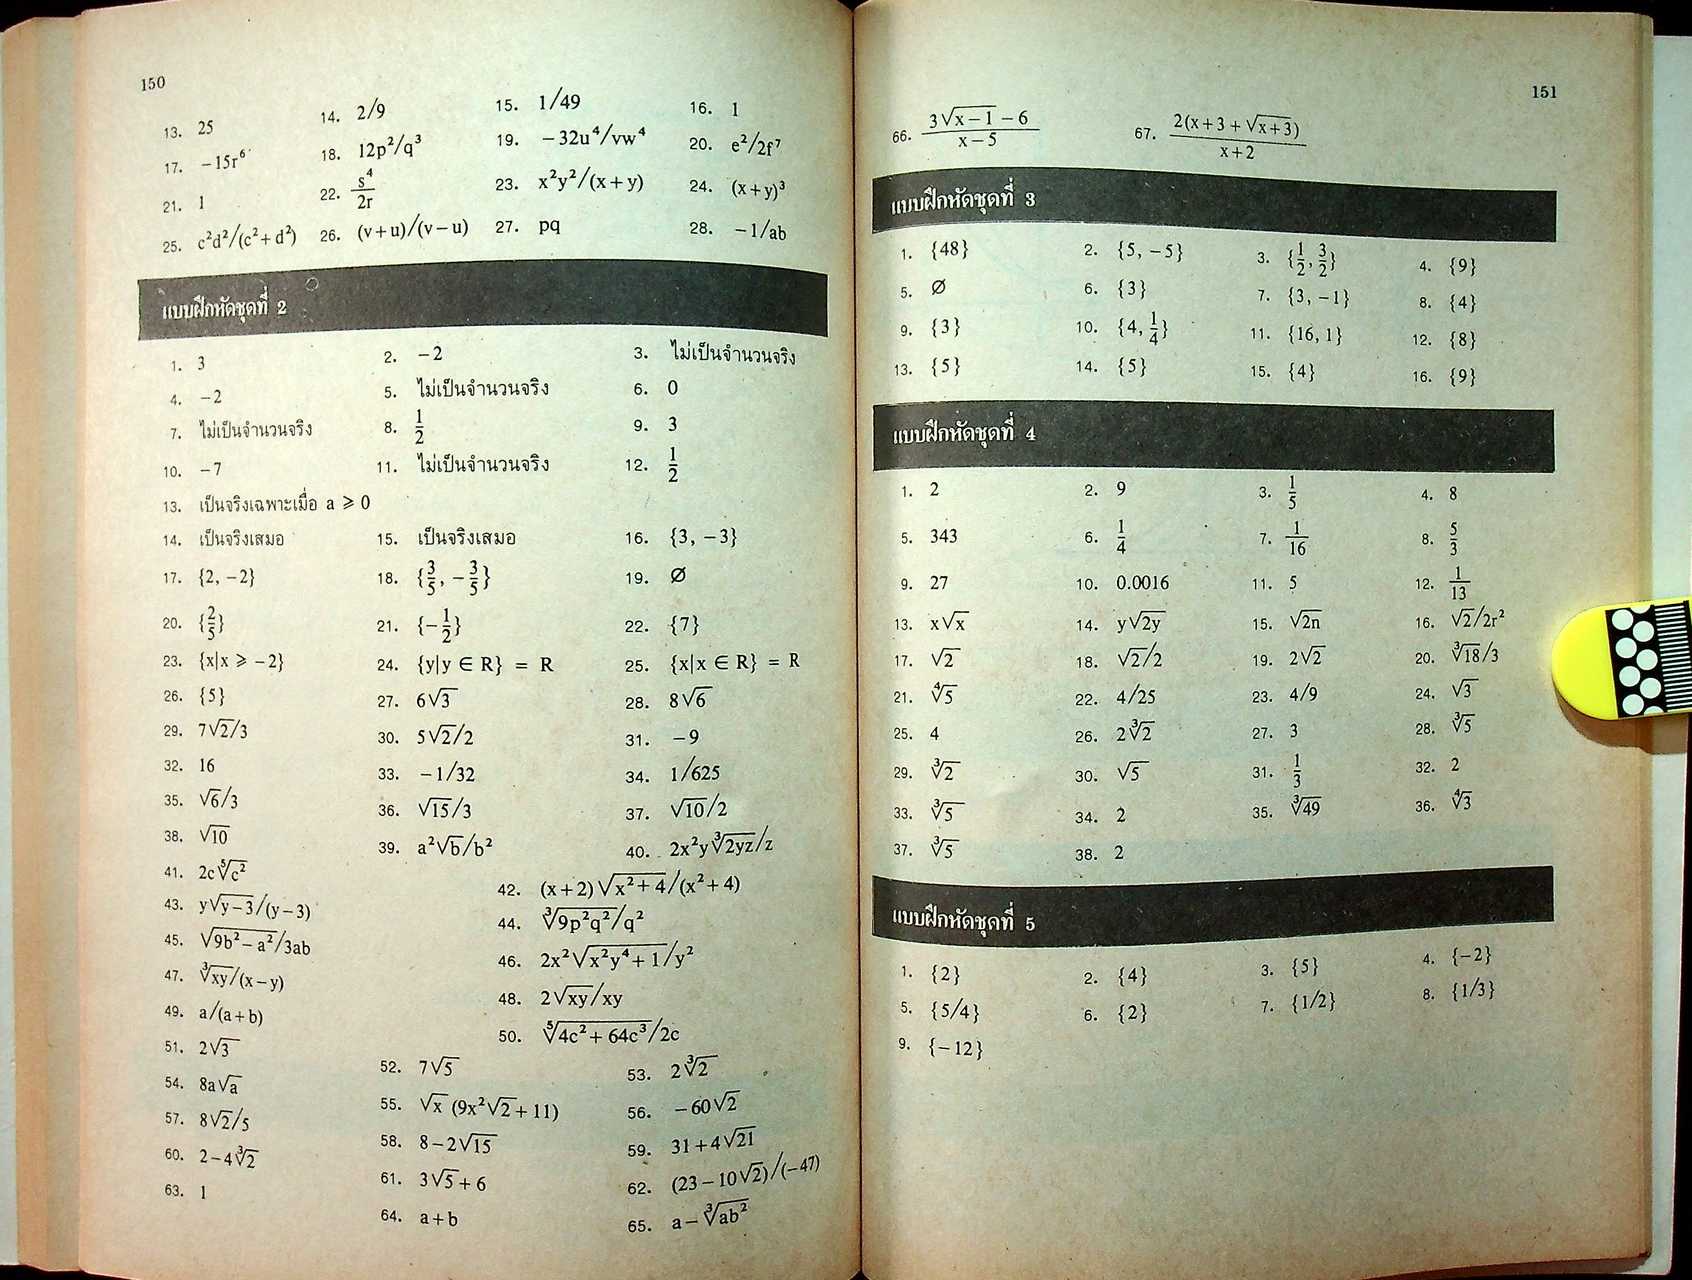 150
13. 25 14. 2/9 15. 1/49 16. 1
17. −15r⁶ 18. 12p²/q³ 19. −32u⁴/vw⁴ 20. e²/2f⁷
21. 1 22. s⁴/2r 23. x²y²/(x+y) 24. (x+y)³
25. c²d²/(c²+d²) 26. (v+u)/(v−u) 27. pq 28. −1/ab
แบบฝึกหัดชุดที่ 2
1. 3 2. −2 3. ไม่เป็นจำนวนจริง
4. −2 5. ไม่เป็นจำนวนจริง 6. 0
7. ไม่เป็นจำนวนจริง 8. 1/2 9. 3
10. −7 11. ไม่เป็นจำนวนจริง 12. 1/2
13. เป็นจริงเฉพาะเมื่อ a ⩾ 0
14. เป็นจริงเสมอ 15. เป็นจริงเสมอ 16. {3, −3}
17. {2, −2} 18. {3/5, −3/5} 19. Ø
20. {2/5} 21. {−1/2} 22. {7}
23. {x|x ⩾ −2} 24. {y|y ∈ R} = R 25. {x|x ∈ R} = R
26. {5} 27. 6√3 28. 8√6
29. 7√2/3 30. 5√2/2 31. −9
32. 16 33. −1/32 34. 1/625
35. √6/3 36. √15/3 37. √10/2
38. √10 39. a²√b/b² 40. 2x²y∛(2yz)/z
41. 2c⁵√(c²) 42. (x+2)√(x²+4)/(x²+4)
43. y√(y−3)/(y−3) 44. ∛(9p²q²)/q²
45. √(9b²−a²)/3ab 46. 2x²√(x²y⁴+1)/y²
47. ∛(xy)/(x−y) 48. 2√(xy)/xy
49. a/(a+b) 50. ⁵√(4c²+64c³)/2c
51. 2√3 52. 7√5 53. 2∛2
54. 8a√a 55. √x (9x²√2+11) 56. −60√2
57. 8√2/5 58. 8−2√15 59. 31+4√21
60. 2−4∛2 61. 3√5+6 62. (23−10√2)/(−47)
63. 1 64. a+b 65. a−∛(ab²)
151
66. (3√(x−1)−6)/(x−5) 67. 2(x+3+√(x+3))/(x+2)
แบบฝึกหัดชุดที่ 3
1. {48} 2. {5, −5} 3. {1/2, 3/2} 4. {9}
5. Ø 6. {3} 7. {3, −1} 8. {4}
9. {3} 10. {4, 1/4} 11. {16, 1} 12. {8}
13. {5} 14. {5} 15. {4} 16. {9}
แบบฝึกหัดชุดที่ 4
1. 2 2. 9 3. 1/5 4. 8
5. 343 6. 1/4 7. 1/16 8. 5/3
9. 27 10. 0.0016 11. 5 12. 1/13
13. x√x 14. y√(2y) 15. √(2n) 16. √2/2r²
17. √2 18. √2/2 19. 2√2 20. ∛18/3
21. ∜5 22. 4/25 23. 4/9 24. √3
25. 4 26. 2∛2 27. 3 28. ∛5
29. ∛2 30. √5 31. 1/3 32. 2
33. ∛5 34. 2 35. ∛49 36. ∜3
37. ∛5 38. 2
แบบฝึกหัดชุดที่ 5
1. {2} 2. {4} 3. {5} 4. {−2}
5. {5/4} 6. {2} 7. {1/2} 8. {1/3}
9. {−12}